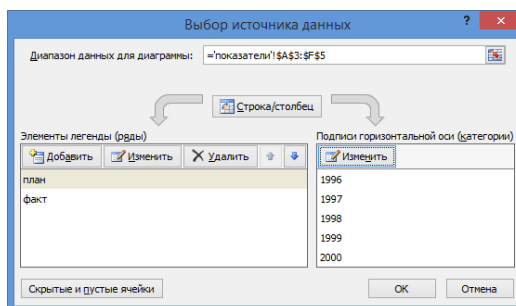 Выбор источника данных
? ×
Диапазон данных для диаграммы: ='показатели'!$A$3:$F$5
Строка/столбец
Элементы легенды (ряды)
Добавить Изменить Удалить
план
факт
Подписи горизонтальной оси (категории)
Изменить
1996
1997
1998
1999
2000
Скрытые и пустые ячейки
ОК Отмена